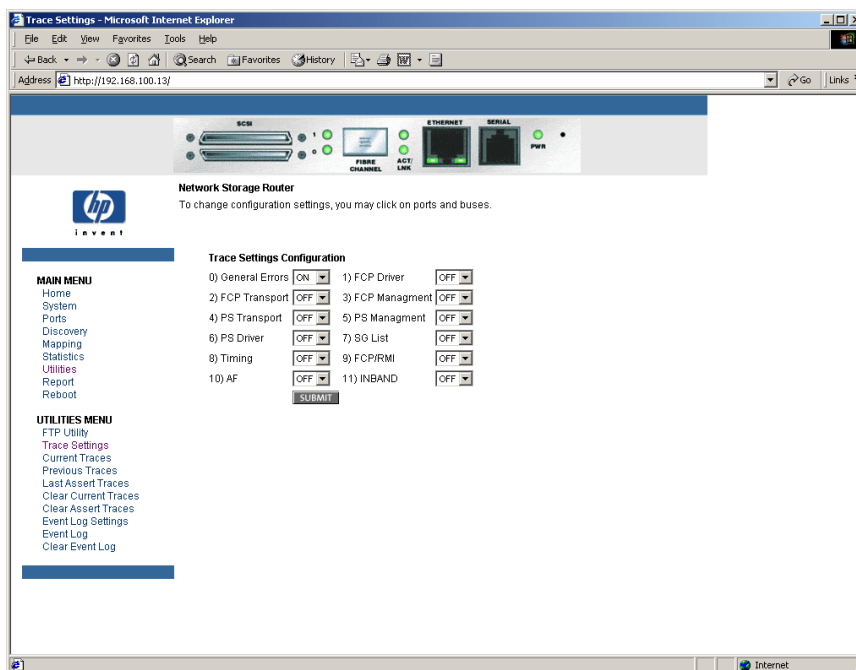 Trace Settings - Microsoft Internet Explorer
File Edit View Favorites Tools Help
Back Search Favorites History
Address http://192.168.100.13/ Go Links
SCSI ETHERNET SERIAL
1
0
FIBRE CHANNEL ACT/ LNK PWR
hp
invent
Network Storage Router
To change configuration settings, you may click on ports and buses.
Trace Settings Configuration
0) General Errors ON 1) FCP Driver OFF
2) FCP Transport OFF 3) FCP Managment OFF
4) PS Transport OFF 5) PS Managment OFF
6) PS Driver OFF 7) SG List OFF
8) Timing OFF 9) FCP/RMI OFF
10) AF OFF 11) INBAND OFF
SUBMIT
MAIN MENU
Home
System
Ports
Discovery
Mapping
Statistics
Utilities
Report
Reboot
UTILITIES MENU
FTP Utility
Trace Settings
Current Traces
Previous Traces
Last Assert Traces
Clear Current Traces
Clear Assert Traces
Event Log Settings
Event Log
Clear Event Log
Internet